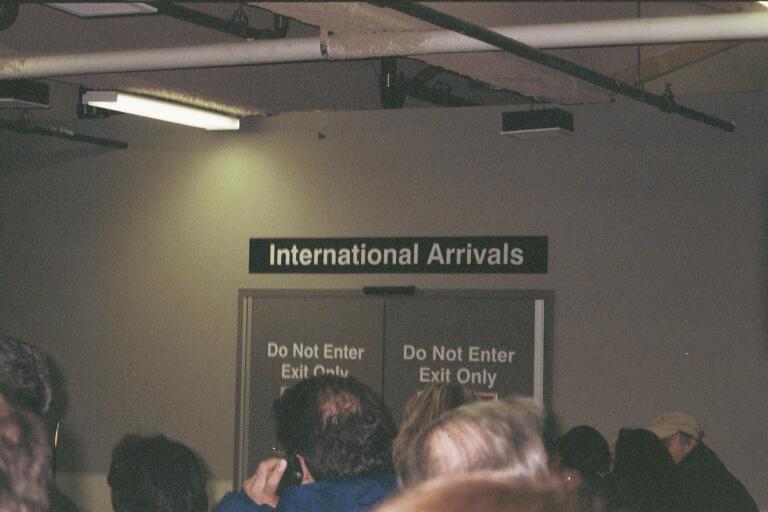 International Arrivals
Do Not Enter
Exit Only
Do Not Enter
Exit Only